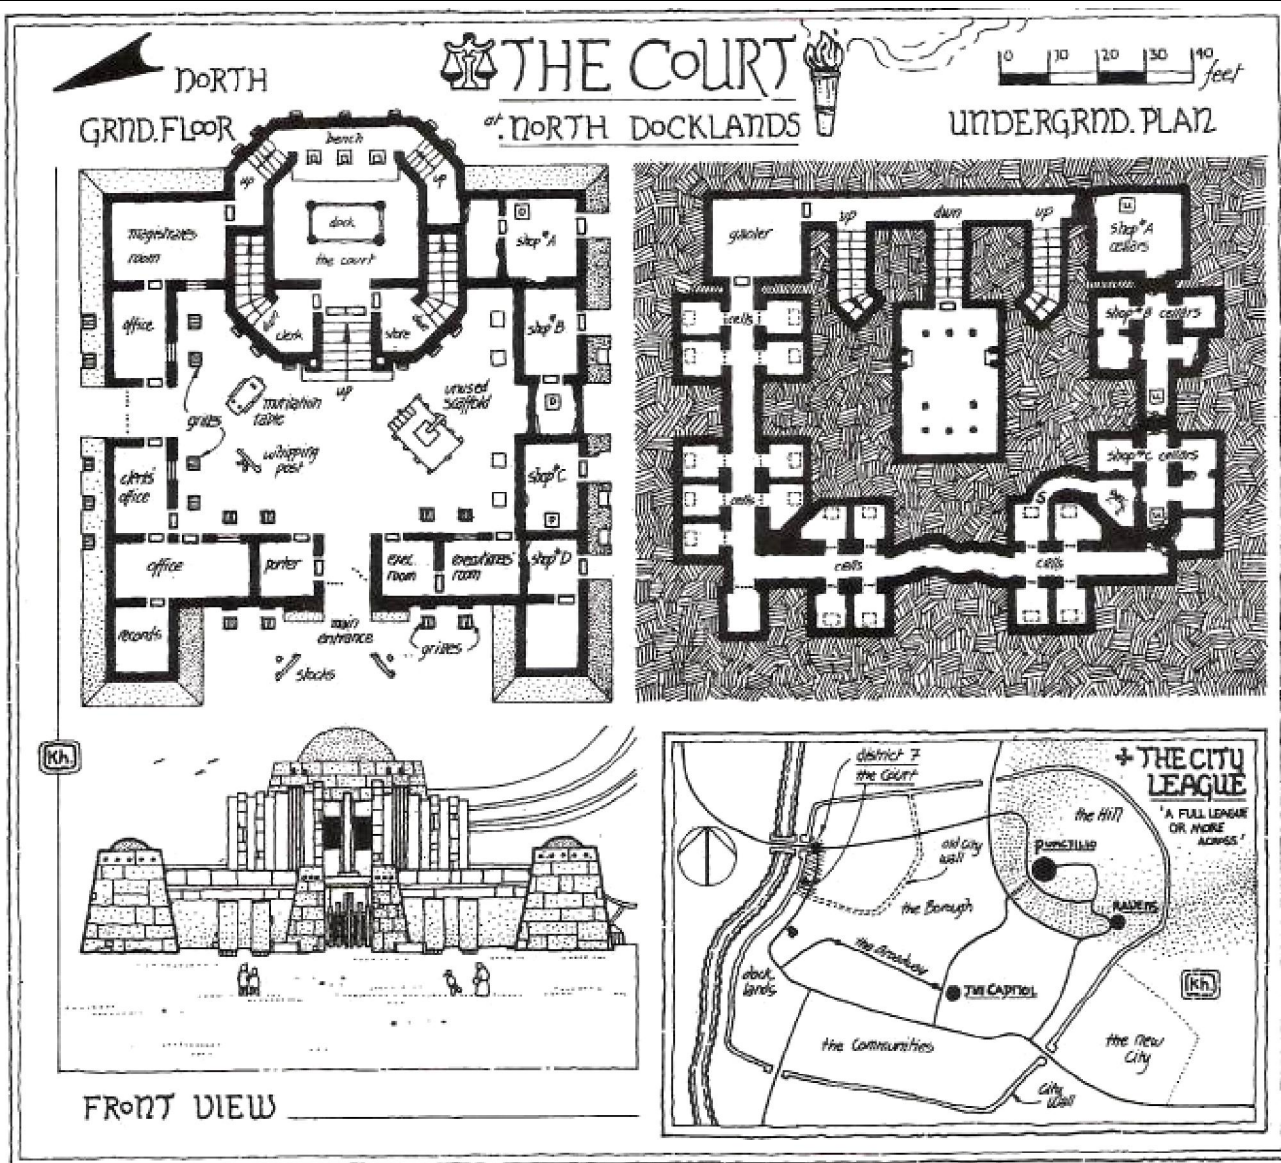 NORTH
THE COURT
at. NORTH DOCKLANDS
0 10 20 30 40
feet
GRND. FLOOR
UNDERGRND. PLAN
bench
up
up
dock
the court
magistrates
room
shop*A
office
clerk
store
shop*B
up
grizes
mutilation
table
unused
scaffold
whipping
post
clerks'
office
shop*C
office
porter
exec.
room
executioners'
room
shop*D
records
main
entrance
stocks
grizes
gaoler
up
dwn
up
shop*A
cellars
cells
shop*B cellars
shop*C cellars
cells
S
cells
cells
Kh.
FRONT VIEW
district 7
the Court
THE CITY
LEAGUE
'A FULL LEAGUE
OR MORE
ACROSS'
the Hill
PUNCTILIO
old City
Wall
the Borough
RAVENS
the Broadway
dock
lands
THE CAPITOL
Kh.
the Communities
the New
City
City
Wall